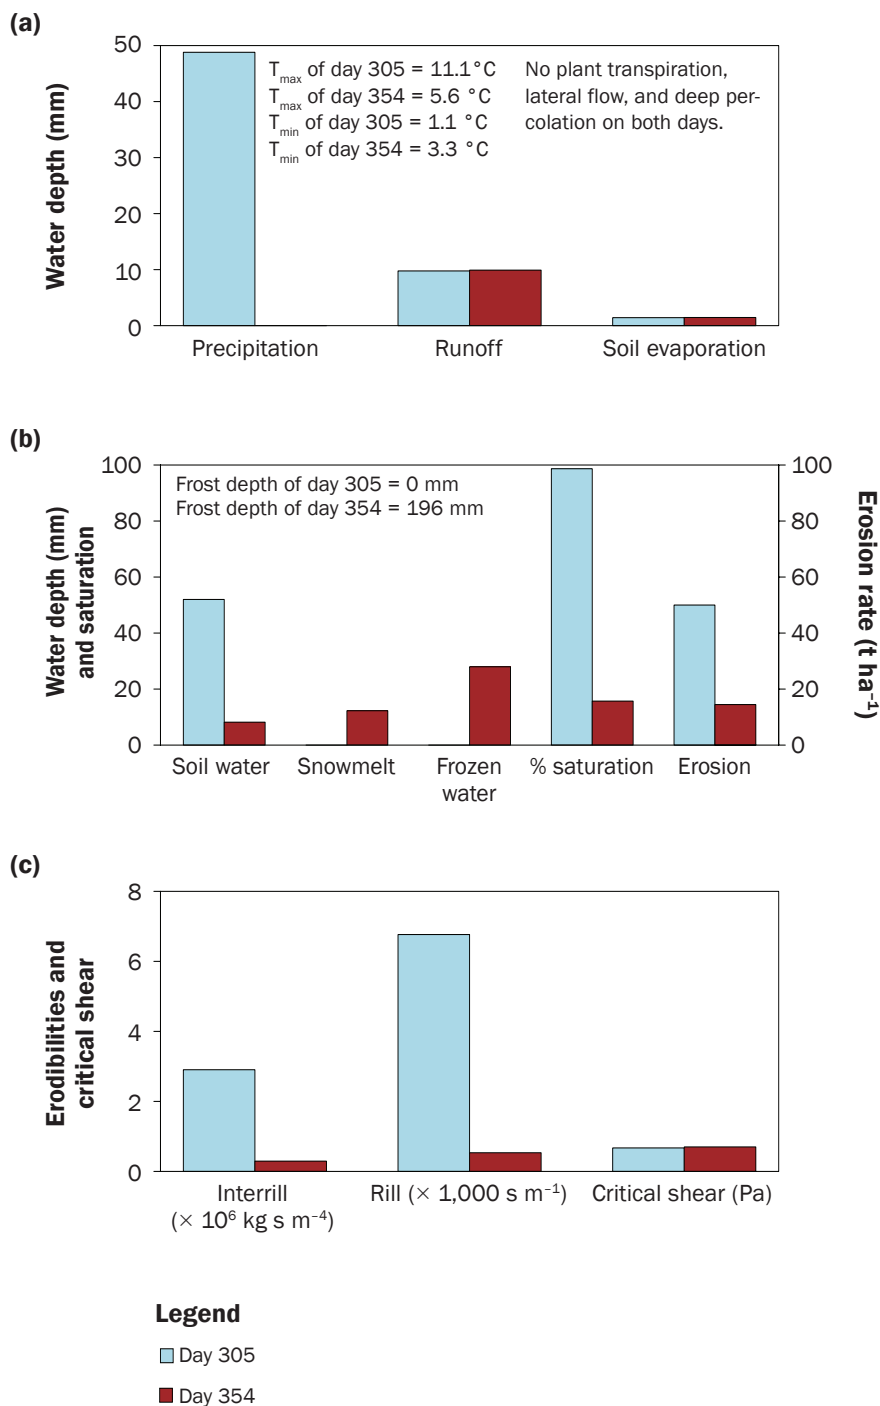 (a)
50
40
30
20
10
0
Water depth (mm)
T max of day 305 = 11.1°C
T max of day 354 = 5.6 °C
T min of day 305 = 1.1 °C
T min of day 354 = 3.3 °C
No plant transpiration,
lateral flow, and deep per-
colation on both days.
Precipitation Runoff Soil evaporation
(b)
100
80
60
40
20
0
Water depth (mm)
and saturation
Frost depth of day 305 = 0 mm
Frost depth of day 354 = 196 mm
100
80
60
40
20
0
Erosion rate (t ha⁻¹)
Soil water Snowmelt Frozen % saturation Erosion
water
(c)
8
6
4
2
0
Erodibilities and
critical shear
Interrill Rill (× 1,000 s m⁻¹) Critical shear (Pa)
(× 10⁶ kg s m⁻⁴)
Legend
Day 305
Day 354